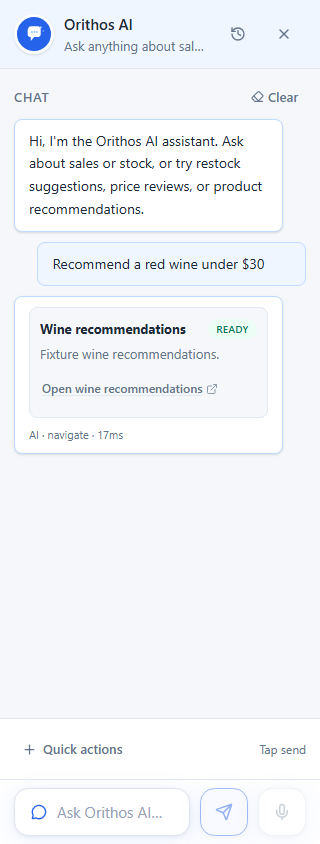 Orithos AI
Ask anything about sal...
CHAT
Clear
Hi, I'm the Orithos AI assistant. Ask
about sales or stock, or try restock
suggestions, price reviews, or product
recommendations.
Recommend a red wine under $30
Wine recommendations
READY
Fixture wine recommendations.
Open wine recommendations
AI · navigate · 17ms
Quick actions
Tap send
Ask Orithos AI...